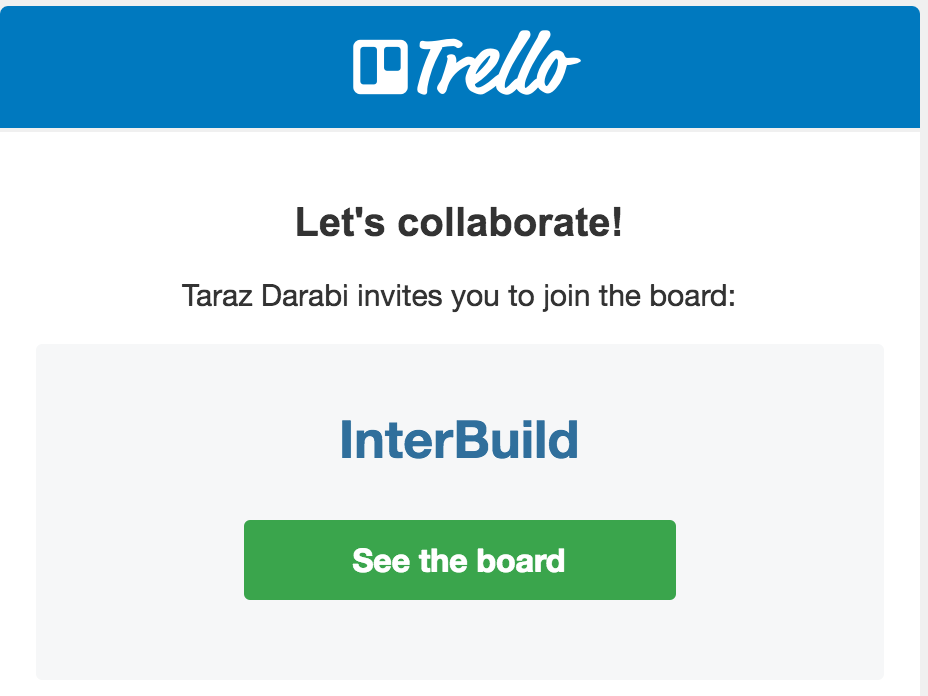 Trello
Let's collaborate!
Taraz Darabi invites you to join the board:
InterBuild
See the board